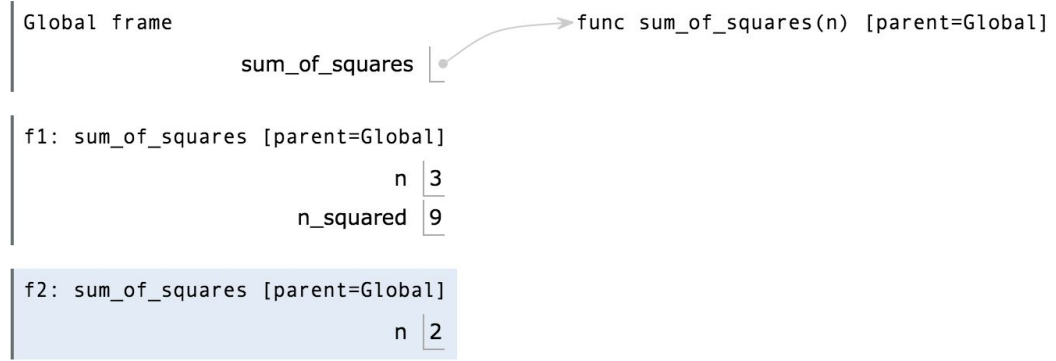 Global frame
func sum_of_squares(n) [parent=Global]
sum_of_squares
f1: sum_of_squares [parent=Global]
n 3
n_squared 9
f2: sum_of_squares [parent=Global]
n 2